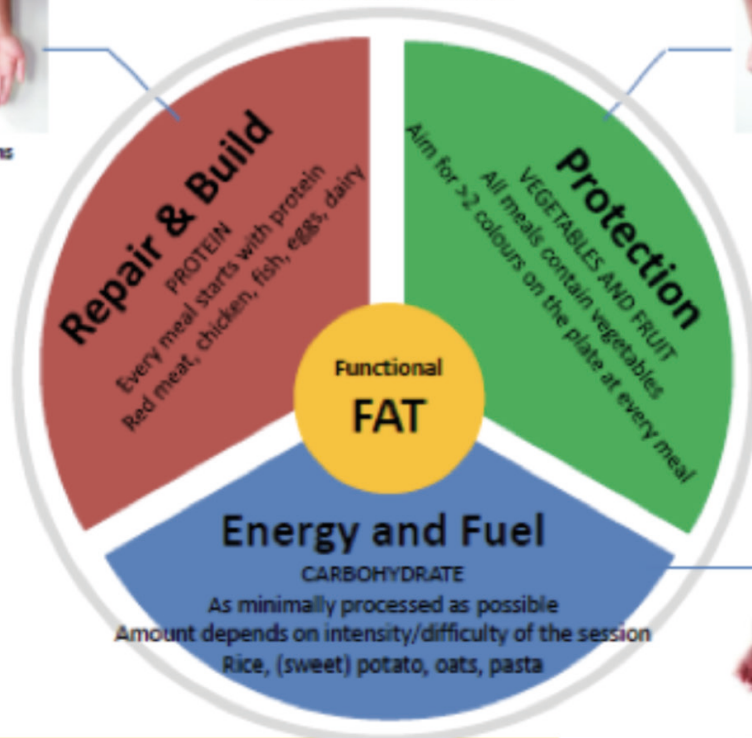 Repair & Build
PROTEIN
Every meal starts with protein
Red meat, chicken, fish, eggs, dairy
Protection
VEGETABLES AND FRUIT
All meals contain vegetables
Aim for >2 colours on the plate at every meal
Functional
FAT
Energy and Fuel
CARBOHYDRATE
As minimally processed as possible
Amount depends on intensity/difficulty of the session
Rice, (sweet) potato, oats, pasta